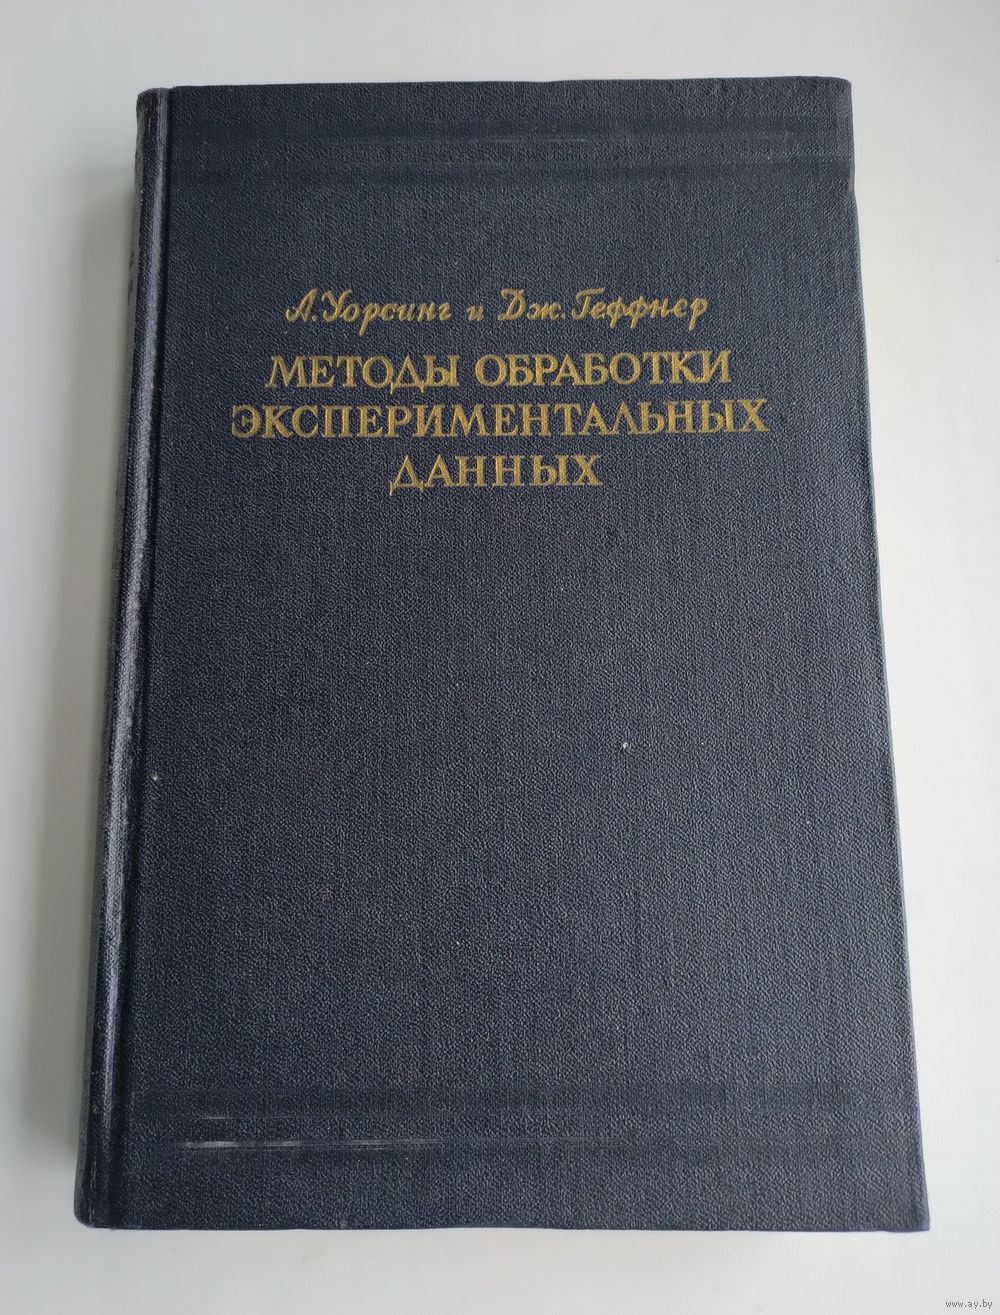 А. Уорсинг и Дж. Геффнер
МЕТОДЫ ОБРАБОТКИ
ЭКСПЕРИМЕНТАЛЬНЫХ
ДАННЫХ
www.ay.by